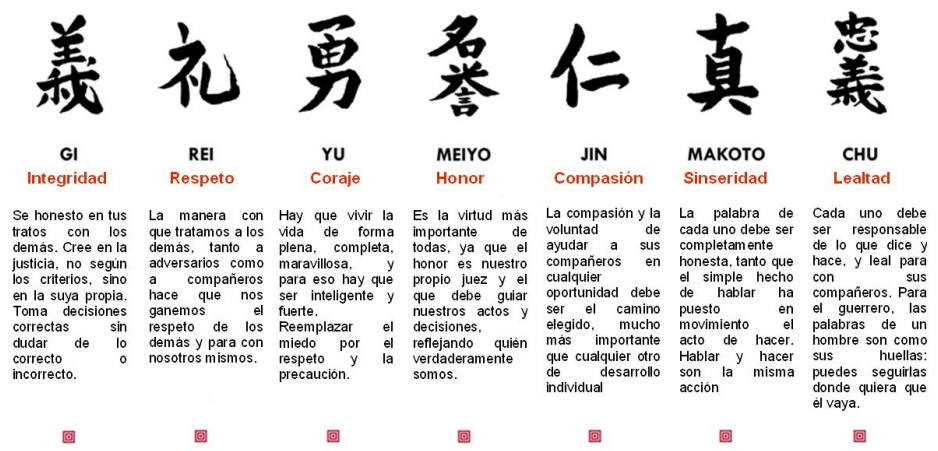 義
GI
Integridad
Se honesto en tus
tratos con los
demás. Cree en la
justicia, no según
los criterios, sino
en la suya propia.
Toma decisiones
correctas sin
dudar de lo
correcto o
incorrecto.
礼
REI
Respeto
La manera con
que tratamos a los
demás, tanto a
adversarios como
a compañeros
hace que nos
ganemos el
respeto de los
demás y para con
nosotros mismos.
勇
YU
Coraje
Hay que vivir la
vida de forma
plena, completa,
maravillosa, y
para eso hay que
ser inteligente y
fuerte.
Reemplazar el
miedo por el
respeto y la
precaución.
名誉
MEIYO
Honor
Es la virtud más
importante de
todas, ya que el
honor es nuestro
propio juez y el
que debe guiar
nuestros actos y
decisiones,
reflejando quién
verdaderamente
somos.
仁
JIN
Compasión
La compasión y la
voluntad de
ayudar a sus
compañeros en
cualquier
oportunidad debe
ser el camino
elegido, mucho
más importante
que cualquier otro
de desarrollo
individual
真
MAKOTO
Sinseridad
La palabra de
cada uno debe ser
completamente
honesta, tanto que
el simple hecho
de hablar ha
puesto en
movimiento el
acto de hacer.
Hablar y hacer
son la misma
acción
忠義
CHU
Lealtad
Cada uno debe
ser responsable
de lo que dice y
hace, y leal para
con sus
compañeros. Para
el guerrero, las
palabras de un
hombre son como
sus huellas:
puedes seguirlas
donde quiera que
él vaya.